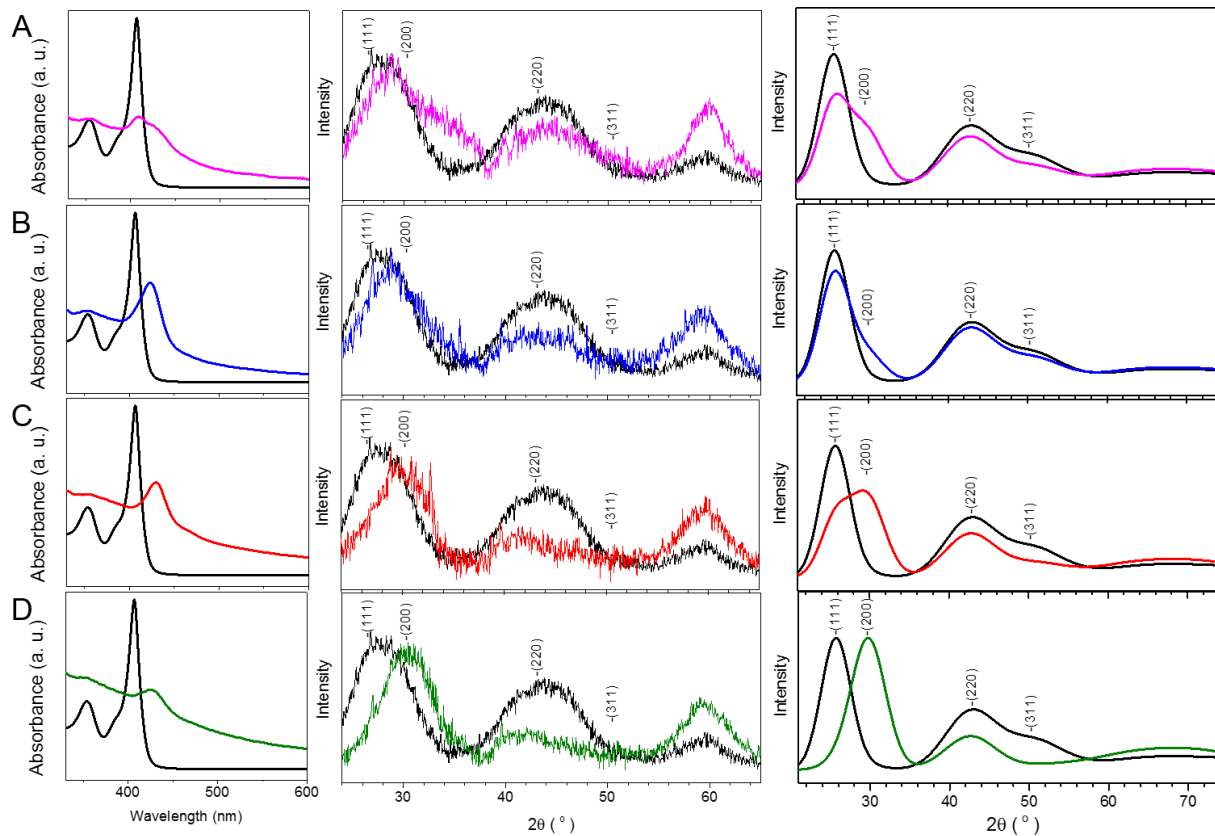 A
Absorbance (a. u.)
Intensity
-(111)
-(200)
-(220)
-(311)
Intensity
-(111)
-(200)
-(220)
-(311)
B
Absorbance (a. u.)
Intensity
-(111)
-(200)
-(220)
-(311)
Intensity
-(111)
-(200)
-(220)
-(311)
C
Absorbance (a. u.)
Intensity
-(111)
-(200)
-(220)
-(311)
Intensity
-(111)
-(200)
-(220)
-(311)
D
Absorbance (a. u.)
Intensity
-(111)
-(200)
-(220)
-(311)
Intensity
-(111)
-(200)
-(220)
-(311)
400 500 600
Wavelength (nm)
30 40 50 60
2θ ( ° )
30 40 50 60 70
2θ ( ° )